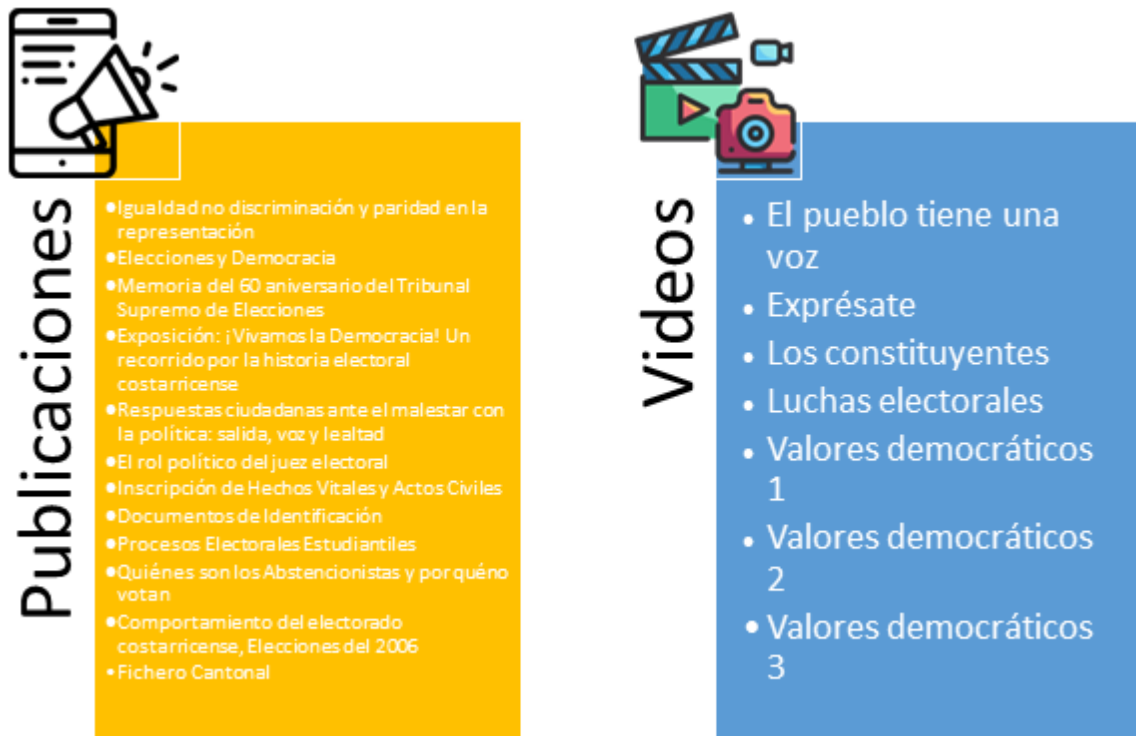 Publicaciones
•Igualdad no discriminación y paridad en la
representación
•Elecciones y Democracia
•Memoria del 60 aniversario del Tribunal
Supremo de Elecciones
•Exposición: ¡Vivamos la Democracia! Un
recorrido por la historia electoral
costarricense
•Respuestas ciudadanas ante el malestar con
la política: salida, voz y lealtad
•El rol político del juez electoral
•Inscripción de Hechos Vitales y Actos Civiles
•Documentos de Identificación
•Procesos Electorales Estudiantiles
•Quiénes son los Abstencionistas y por quéno
votan
•Comportamiento del electorado
costarricense, Elecciones del 2006
•Fichero Cantonal
Videos
• El pueblo tiene una
voz
• Exprésate
• Los constituyentes
• Luchas electorales
• Valores democráticos
1
• Valores democráticos
2
• Valores democráticos
3